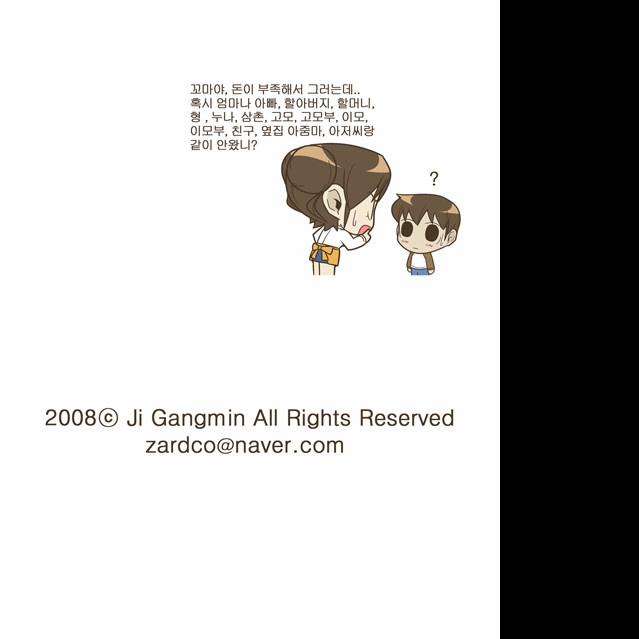 꼬마야, 돈이 부족해서 그러는데..
혹시 엄마나 아빠, 할아버지, 할머니,
형 , 누나, 삼촌, 고모, 고모부, 이모,
이모부, 친구, 옆집 아줌마, 아저씨랑
같이 안왔니?
?
2008ⓒ Ji Gangmin All Rights Reserved
zardco@naver.com